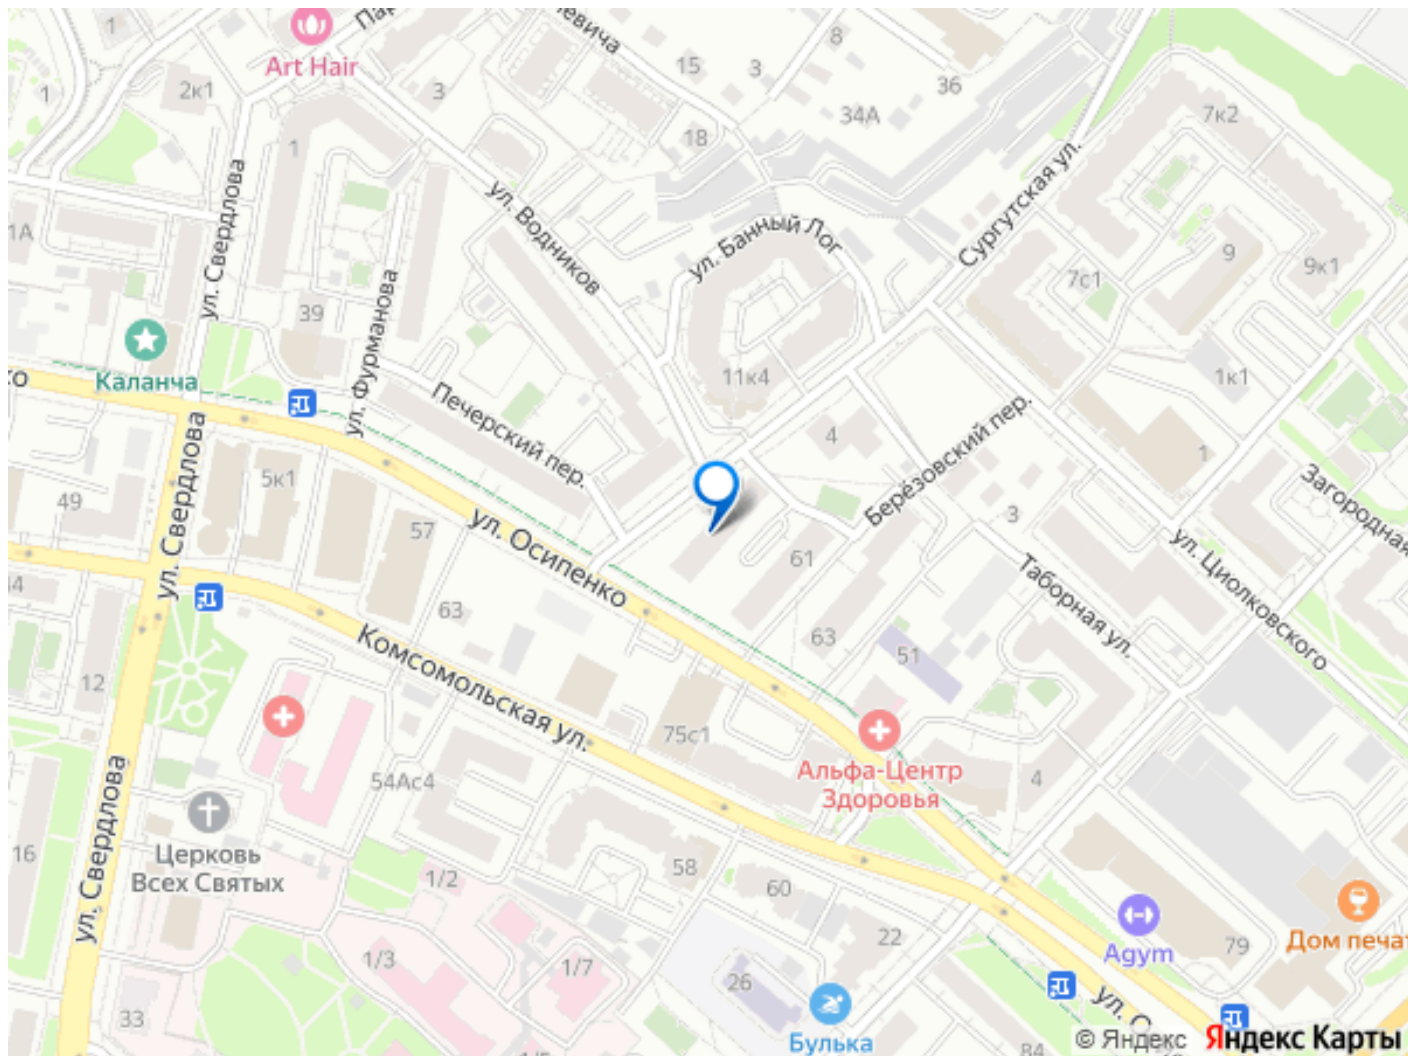 1
Art Hair
2к1
3
15
3
8
36
34А
18
7к2
1
1
1А
ул. Свердлова
ул. Водников
ул. Банный Лог
Сургутская ул.
7с1
9
9к1
39
ул. Фурманова
Каланча
Печерский пер.
11к4
1к1
4
Берёзовский пер.
1
Загородная
49
5к1
57
ул. Свердлова
ул. Осипенко
61
3
ул. Циолковского
Таборная ул.
63
63
51
Комсомольская ул.
12
75с1
54Ас4
Альфа-Центр
Здоровья
4
ул. Свердлова
16
Церковь
Всех Святых
1/2
58
60
22
79
Agym
Дом печат
1/3
1/7
26
33
Булька
84
© Яндекс Яндекс Карты